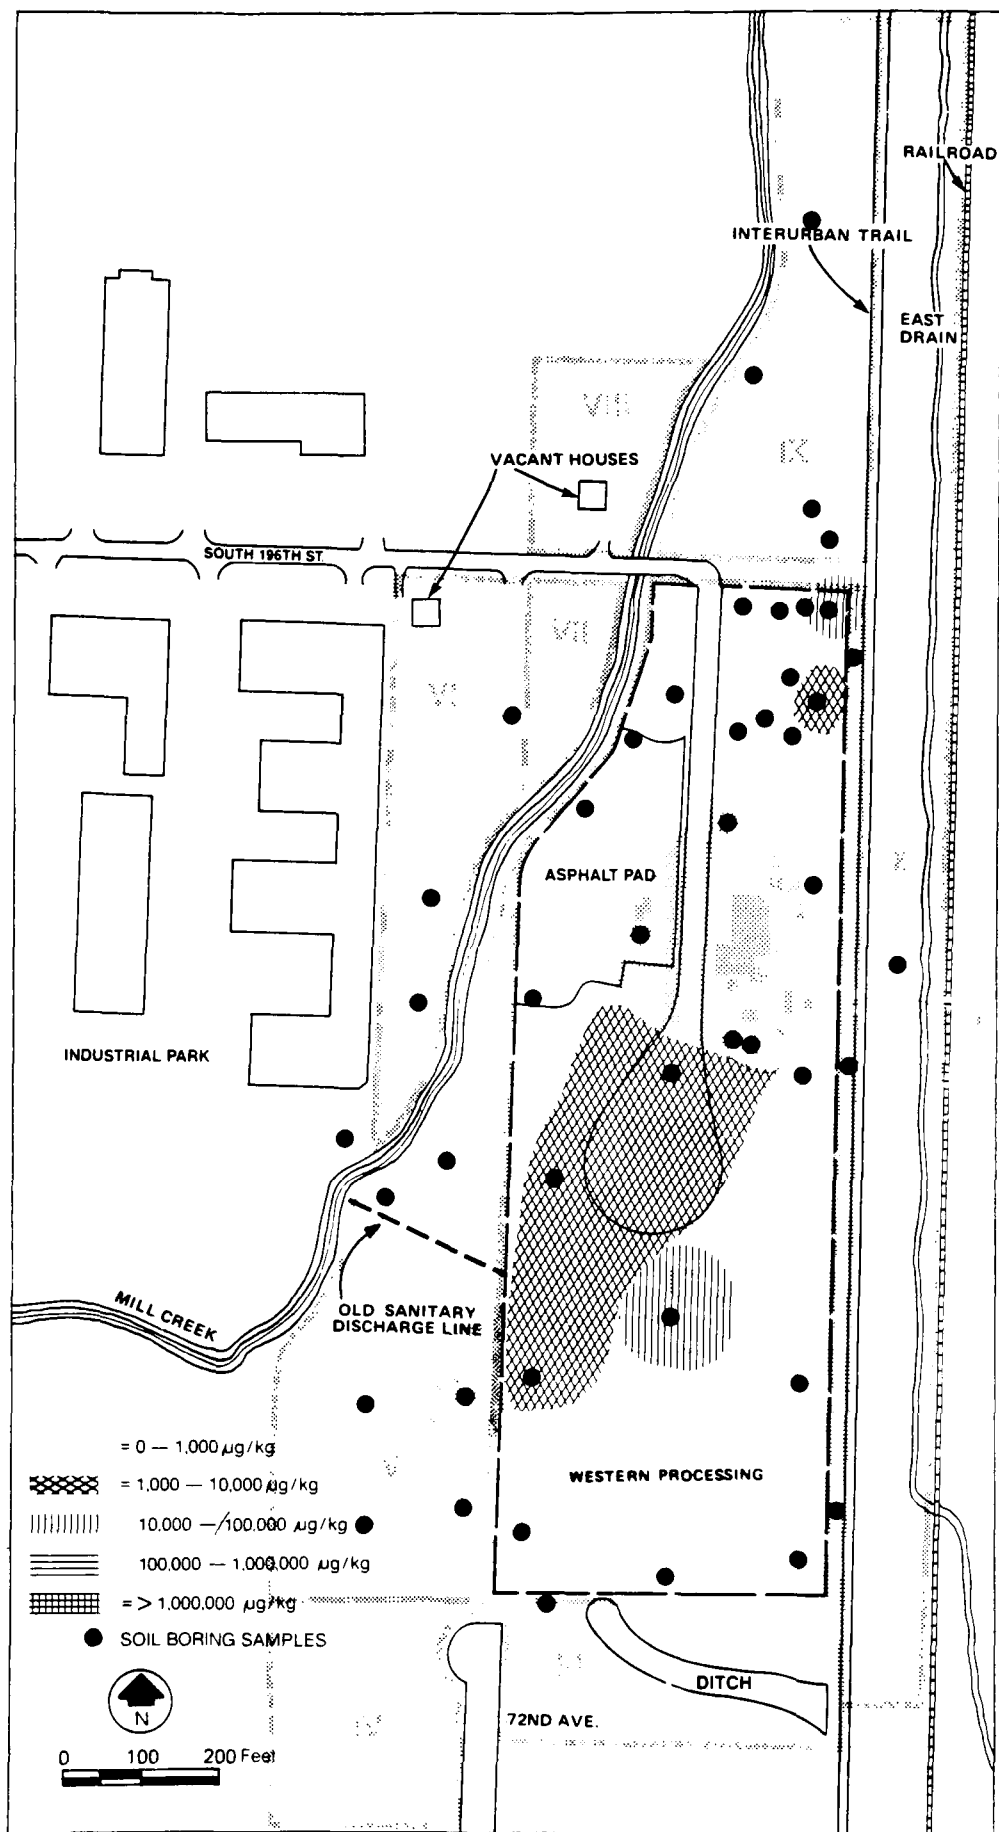 RAILROAD
INTERURBAN TRAIL
EAST
DRAIN
VIII
IX
VACANT HOUSES
SOUTH 196TH ST.
VII
VI
ASPHALT PAD
X
INDUSTRIAL PARK
MILL CREEK
OLD SANITARY
DISCHARGE LINE
= 0 — 1,000 µg/kg
V
WESTERN PROCESSING
= 1,000 — 10,000 µg/kg
10,000 — 100,000 µg/kg
100,000 — 1,000,000 µg/kg
= > 1,000,000 µg/kg
SOIL BORING SAMPLES
DITCH
N
72ND AVE.
IV
0 100 200 Feet